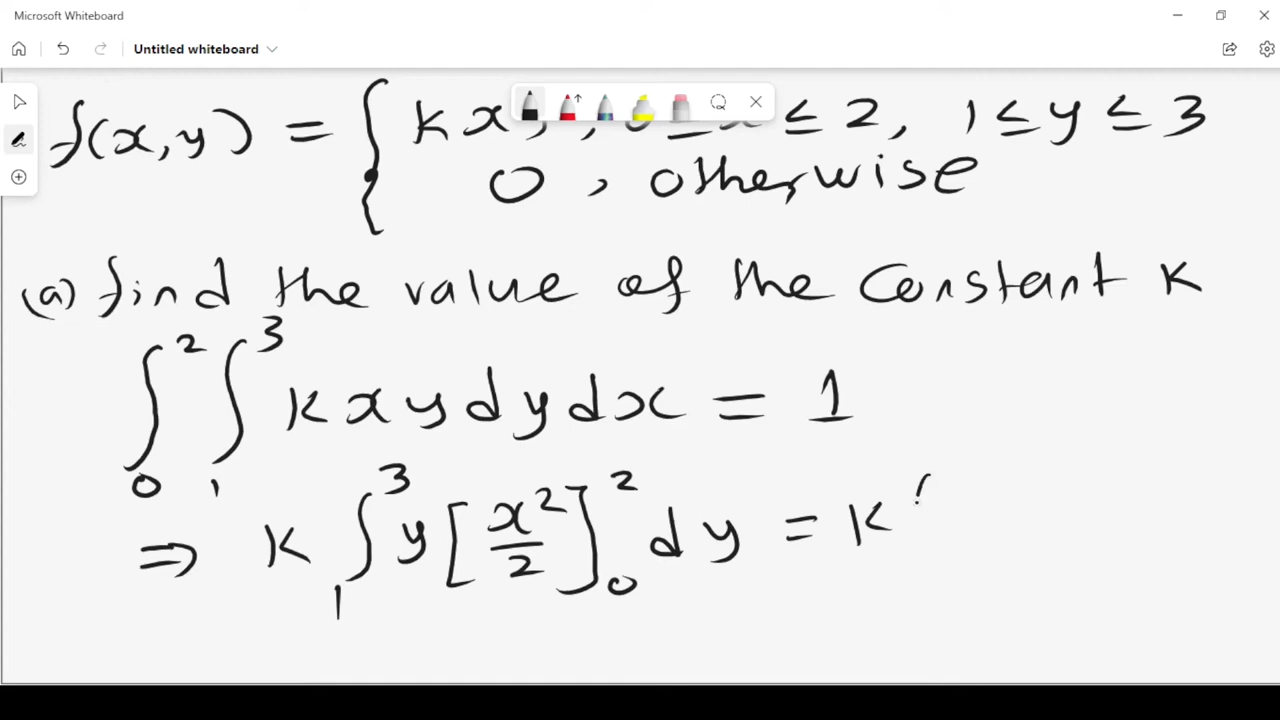 Microsoft Whiteboard
Untitled whiteboard
f(x,y) = { kx ≤ 2, 1 ≤ y ≤ 3
0, otherwise
(a) find the value of the constant k
∫₀² ∫₁³ kxy dy dx = 1
⇒ k ∫₁³ y [x²/2]₀² dy = k